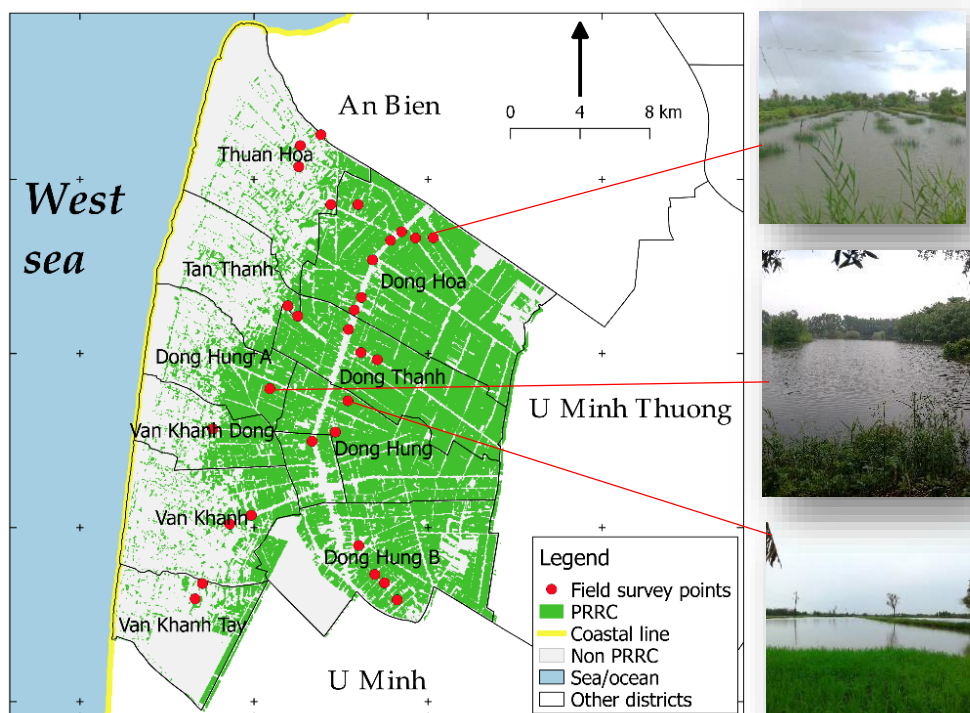 An Bien
0 4 8 km
Thuan Hoa
West
sea
Tan Thanh
Dong Hoa
Dong Hung A
Dong Thanh
U Minh Thuong
Van Khanh Dong
Dong Hung
Van Khanh
Dong Hung B
Van Khanh Tay
U Minh
Legend
Field survey points
PRRC
Coastal line
Non PRRC
Sea/ocean
Other districts